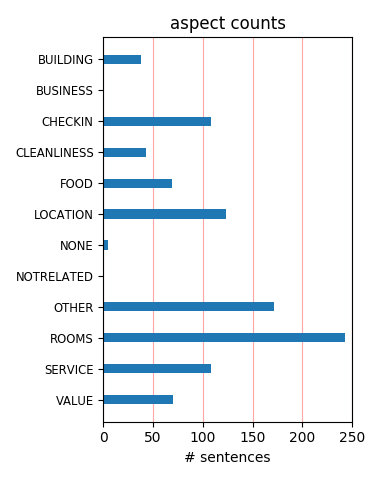 aspect counts
BUILDING
BUSINESS
CHECKIN
CLEANLINESS
FOOD
LOCATION
NONE
NOTRELATED
OTHER
ROOMS
SERVICE
VALUE
0 50 100 150 200 250
# sentences